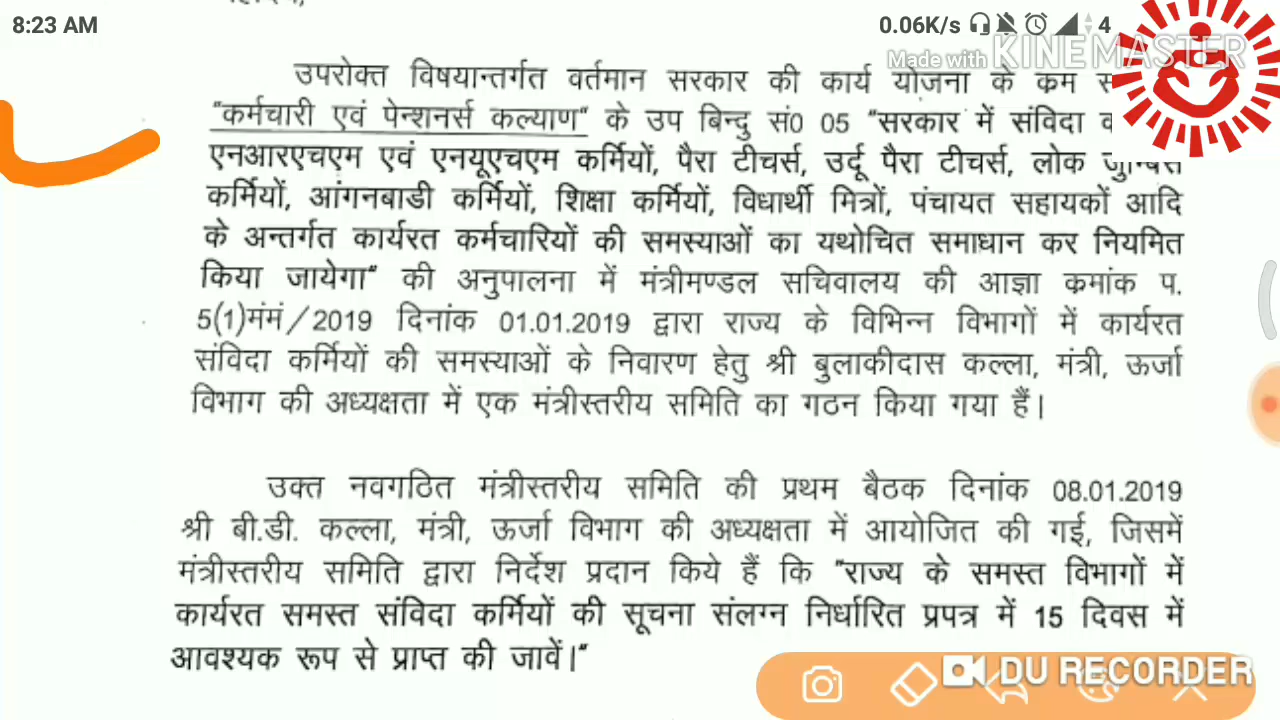 8:23 AM
0.06K/s 4
Made with KINEMASTER
उपरोक्त विषयान्तर्गत वर्तमान सरकार की कार्य योजना के कम
"कर्मचारी एवं पेन्शनर्स कल्याण" के उप बिन्दु सं0 05 "सरकार में संविदा
एनआरएचएम एवं एनयूएचएम कर्मियों, पैरा टीचर्स, उर्दू पैरा टीचर्स, लोक
कर्मियों, आंगनबाडी कर्मियों, शिक्षा कर्मियों, विधार्थी मित्रों, पंचायत सहायकों आदि
के अन्तर्गत कार्यरत कर्मचारियों की समस्याओं का यथोचित समाधान कर नियमित
किया जायेगा" की अनुपालना में मंत्रीमण्डल सचिवालय की आज्ञा कमांक प.
5(1)मंमं/2019 दिनांक 01.01.2019 द्वारा राज्य के विभिन्न विभागों में कार्यरत
संविदा कर्मियों की समस्याओं के निवारण हेतु श्री बुलाकीदास कल्ला, मंत्री, ऊर्जा
विभाग की अध्यक्षता में एक मंत्रीस्तरीय समिति का गठन किया गया हैं।
उक्त नवगठित मंत्रीस्तरीय समिति की प्रथम बैठक दिनांक 08.01.2019
श्री बी.डी. कल्ला, मंत्री, ऊर्जा विभाग की अध्यक्षता में आयोजित की गई, जिसमें
मंत्रीस्तरीय समिति द्वारा निर्देश प्रदान किये हैं कि "राज्य के समस्त विभागों में
कार्यरत समस्त संविदा कर्मियों की सूचना संलग्न निर्धारित प्रपत्र में 15 दिवस में
आवश्यक रूप से प्राप्त की जावें।"
DU RECORDER